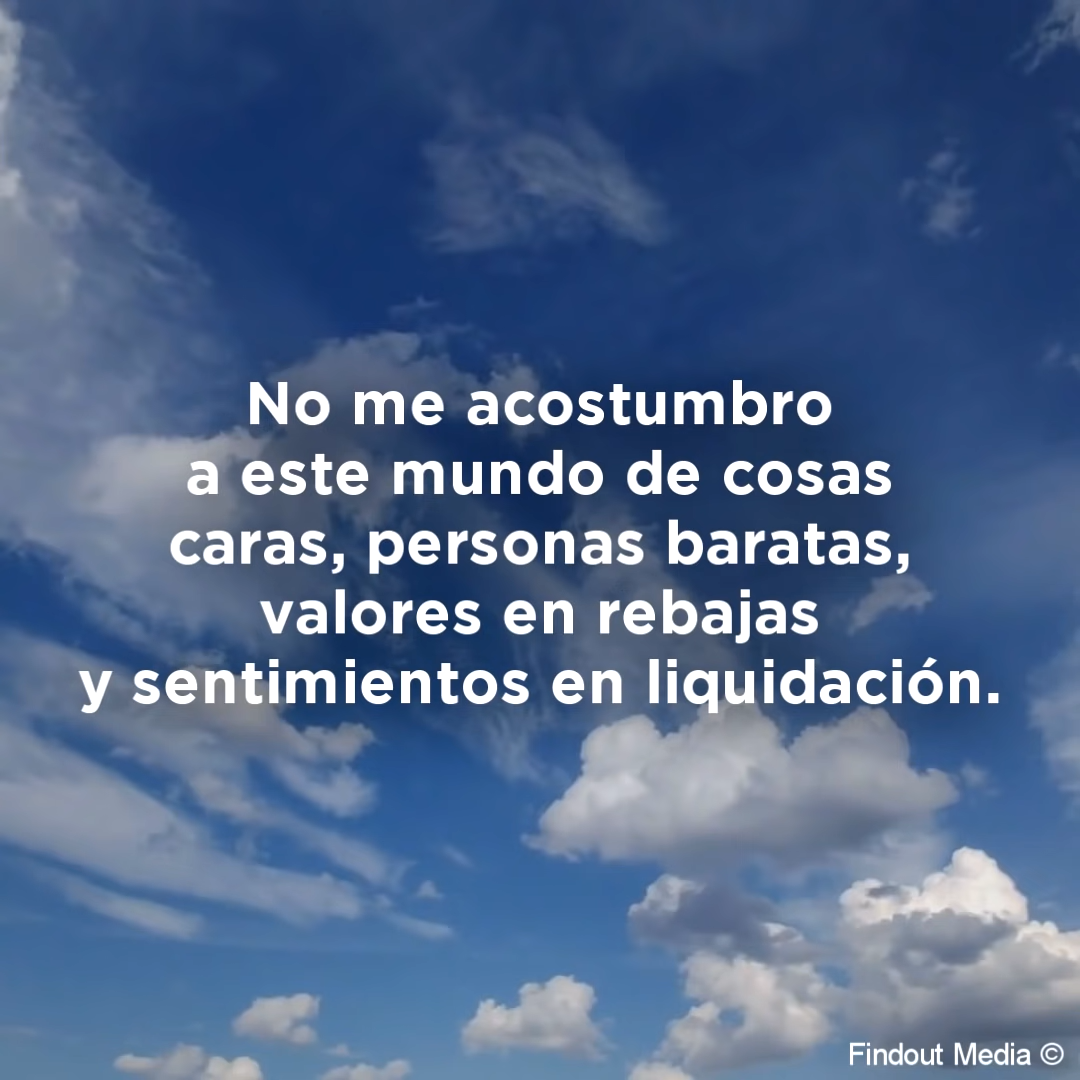 No me acostumbro
a este mundo de cosas
caras, personas baratas,
valores en rebajas
y sentimientos en liquidación.
Findout Media ©